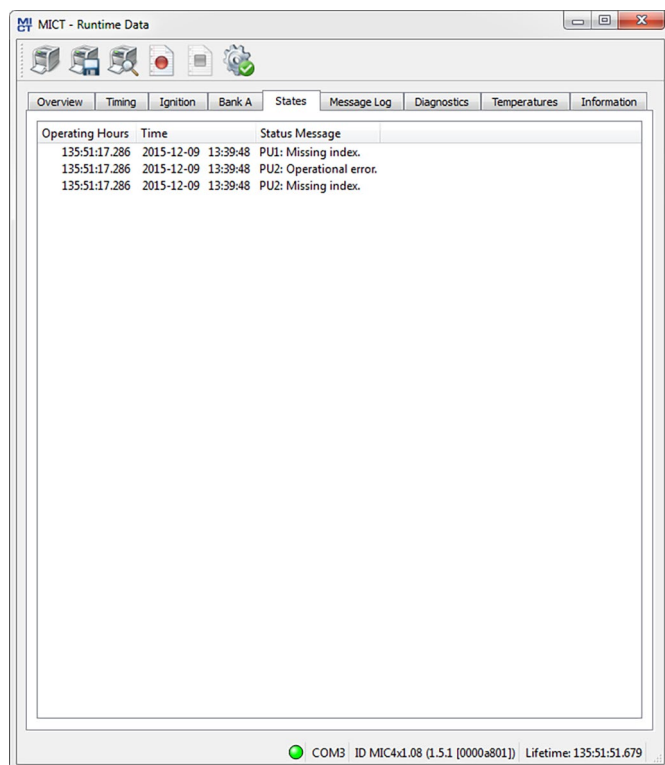 MICT - Runtime Data
Overview Timing Ignition Bank A States Message Log Diagnostics Temperatures Information
Operating Hours Time Status Message
135:51:17.286 2015-12-09 13:39:48 PU1: Missing index.
135:51:17.286 2015-12-09 13:39:48 PU2: Operational error.
135:51:17.286 2015-12-09 13:39:48 PU2: Missing index.
COM3 ID MIC4x1.08 (1.5.1 [0000a801]) Lifetime: 135:51:51.679